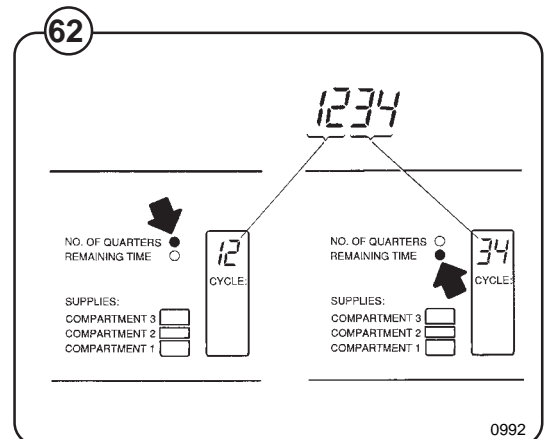 62
1234
NO. OF QUARTERS
REMAINING TIME
12
CYCLE:
SUPPLIES:
COMPARTMENT 3
COMPARTMENT 2
COMPARTMENT 1
NO. OF QUARTERS
REMAINING TIME
34
CYCLE:
SUPPLIES:
COMPARTMENT 3
COMPARTMENT 2
COMPARTMENT 1
0992